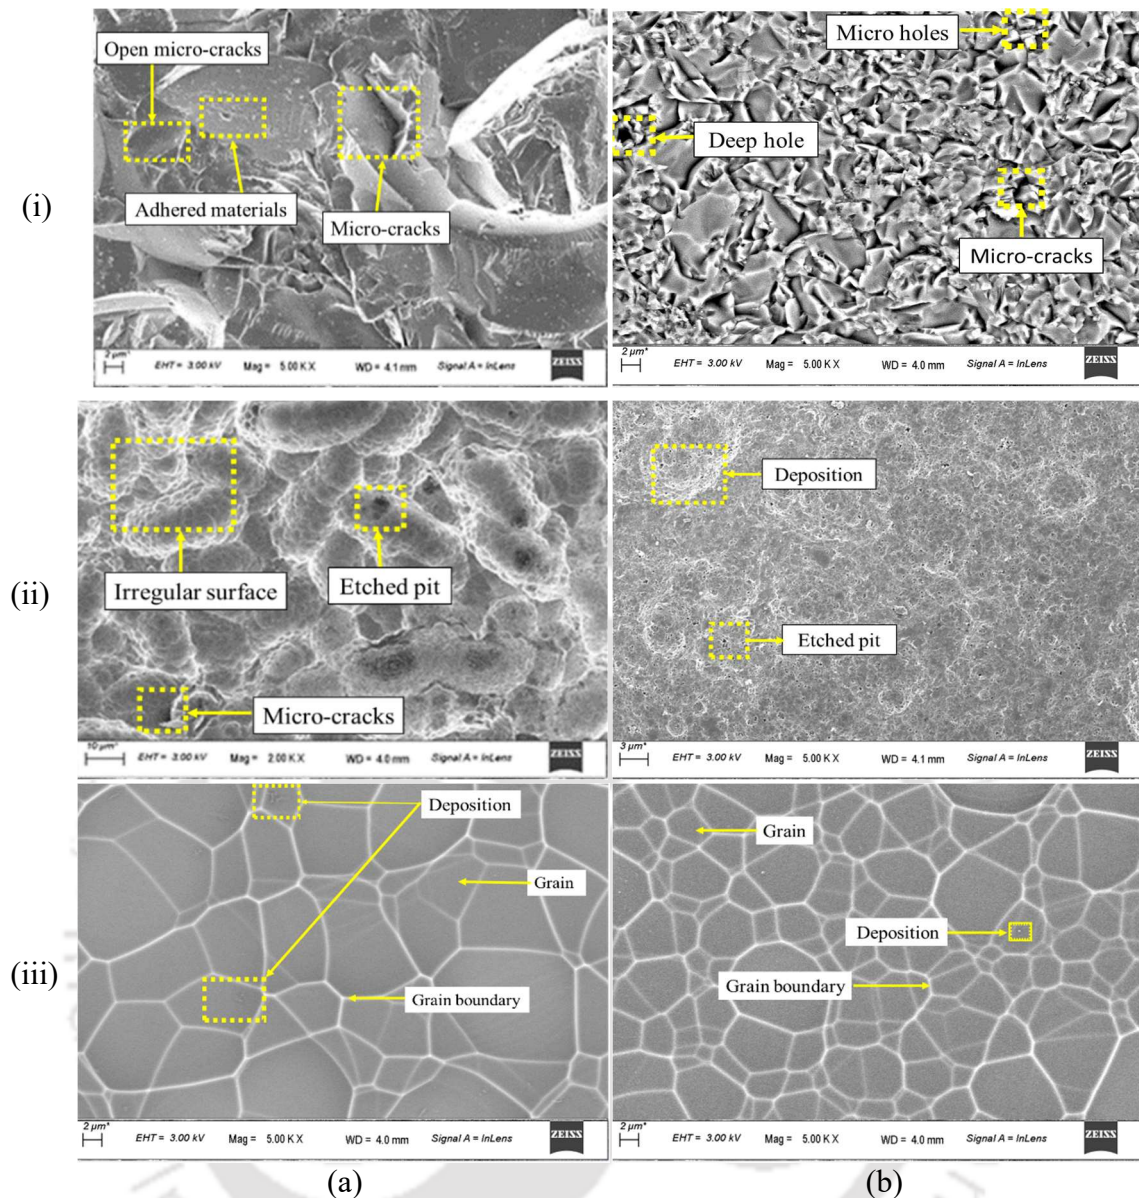 (i)
Open micro-cracks
Adhered materials
Micro-cracks
2 µm*
EHT = 3.00 kV
Mag = 5.00 K X
WD = 4.1 mm
Signal A = InLens
ZEISS
Micro holes
Deep hole
Micro-cracks
2 µm*
EHT = 3.00 kV
Mag = 5.00 K X
WD = 4.0 mm
Signal A = InLens
ZEISS
(ii)
Irregular surface
Etched pit
Micro-cracks
10 µm*
EHT = 3.00 kV
Mag = 2.00 K X
WD = 4.0 mm
Signal A = InLens
ZEISS
Deposition
Etched pit
3 µm*
EHT = 3.00 kV
Mag = 5.00 K X
WD = 4.1 mm
Signal A = InLens
ZEISS
(iii)
Deposition
Grain
Grain boundary
2 µm*
EHT = 3.00 kV
Mag = 5.00 K X
WD = 4.0 mm
Signal A = InLens
ZEISS
Grain
Deposition
Grain boundary
2 µm*
EHT = 3.00 kV
Mag = 5.00 K X
WD = 4.0 mm
Signal A = InLens
ZEISS
(a)
(b)